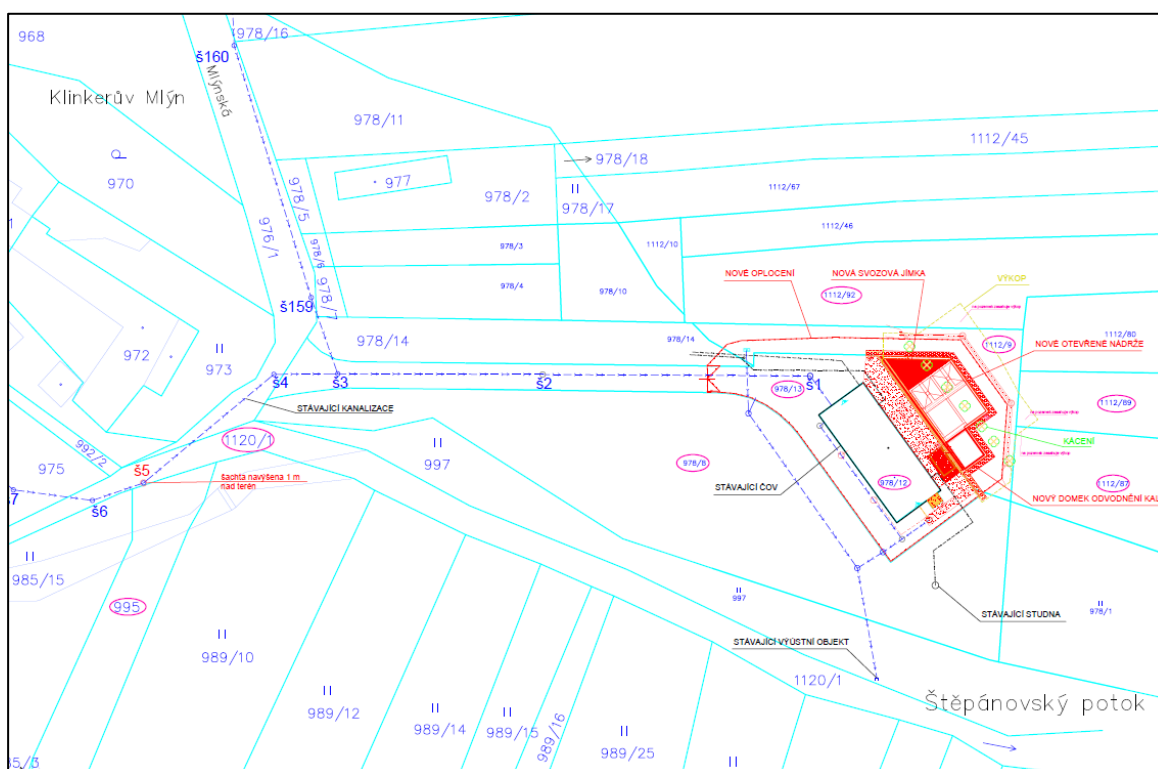 968
978/16
š160
Klinkerův Mlýn
Mlýnská
978/11
1112/45
978/18
970
977
978/2
978/17
1112/67
978/5
976/1
978/6
978/3
1112/10
1112/46
978/4
978/10
NOVÉ OPLOCENÍ
NOVÁ SVOZOVÁ JÍMKA
VÝKOP
1112/92
š159
978/7
978/14
978/14
1112/80
1112/9
NOVÉ OTEVŘENÉ NÁDRŽE
972
973
š4
š3
š2
š1
978/13
1112/89
STÁVAJÍCÍ KANALIZACE
KÁCENÍ
1120/1
997
992/2
975
š5
šachta navýšena 1 m
nad terén
978/8
STÁVAJÍCÍ ČOV
978/12
1112/87
NOVÝ DOMEK ODVODNĚNÍ KAL
š7
š6
985/15
995
997
978/1
STÁVAJÍCÍ STUDNA
989/10
STÁVAJÍCÍ VÝÚSTNÍ OBJEKT
1120/1
Štěpánovský potok
989/12
989/14
989/15
989/16
989/25
85/3